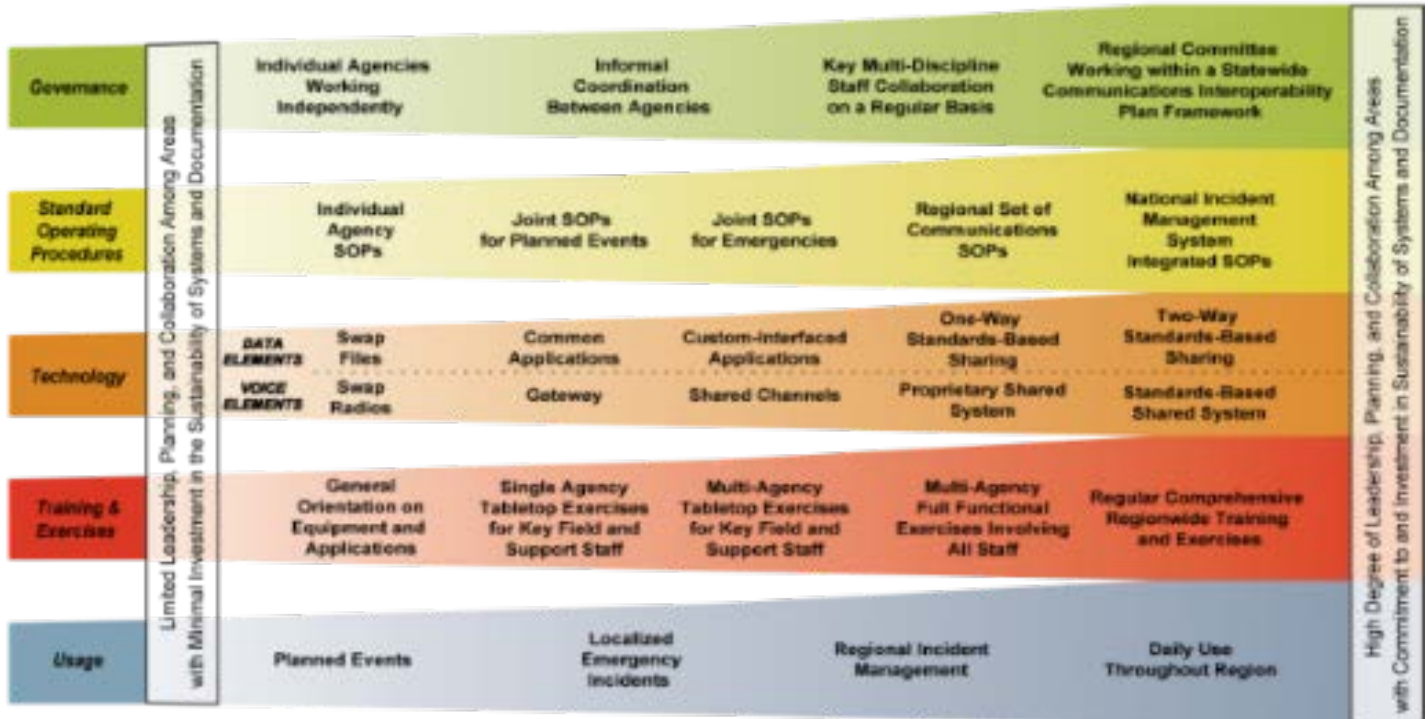 Governance
Limited Leadership, Planning, and Collaboration Among Areas
with Minimal Investment in the Sustainability of Systems and Documentation
Individual Agencies
Working
Independently
Informal
Coordination
Between Agencies
Key Multi-Discipline
Staff Collaboration
on a Regular Basis
Regional Committee
Working within a Statewide
Communications Interoperability
Plan Framework
High Degree of Leadership, Planning, and Collaboration Among Areas
with Commitment to and Investment in Sustainability of Systems and Documentation
Standard
Operating
Procedures
Individual
Agency
SOPs
Joint SOPs
for Planned Events
Joint SOPs
for Emergencies
Regional Set of
Communications
SOPs
National Incident
Management
System
Integrated SOPs
Technology
DATA
ELEMENTS
Swap
Files
Common
Applications
Custom-Interfaced
Applications
One-Way
Standards-Based
Sharing
Two-Way
Standards-Based
Sharing
VOICE
ELEMENTS
Swap
Radios
Gateway
Shared Channels
Proprietary Shared
System
Standards-Based
Shared System
Training &
Exercises
General
Orientation on
Equipment and
Applications
Single Agency
Tabletop Exercises
for Key Field and
Support Staff
Multi-Agency
Tabletop Exercises
for Key Field and
Support Staff
Multi-Agency
Full Functional
Exercises Involving
All Staff
Regular Comprehensive
Regionwide Training
and Exercises
Usage
Planned Events
Localized
Emergency
Incidents
Regional Incident
Management
Daily Use
Throughout Region